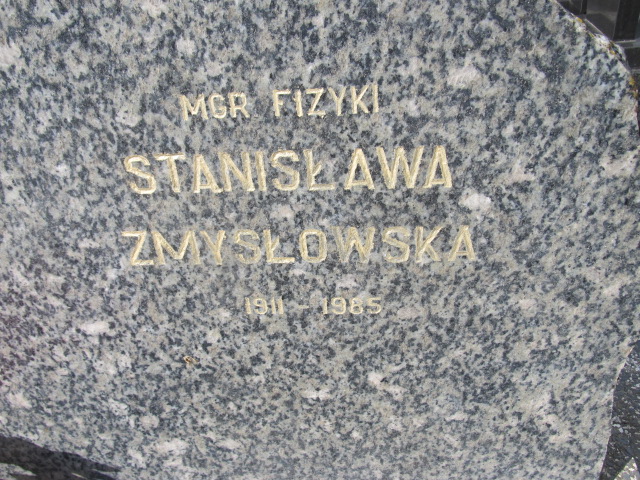 MGR FIZYKI
STANISŁAWA
ZMYSŁOWSKA
1911 - 1985